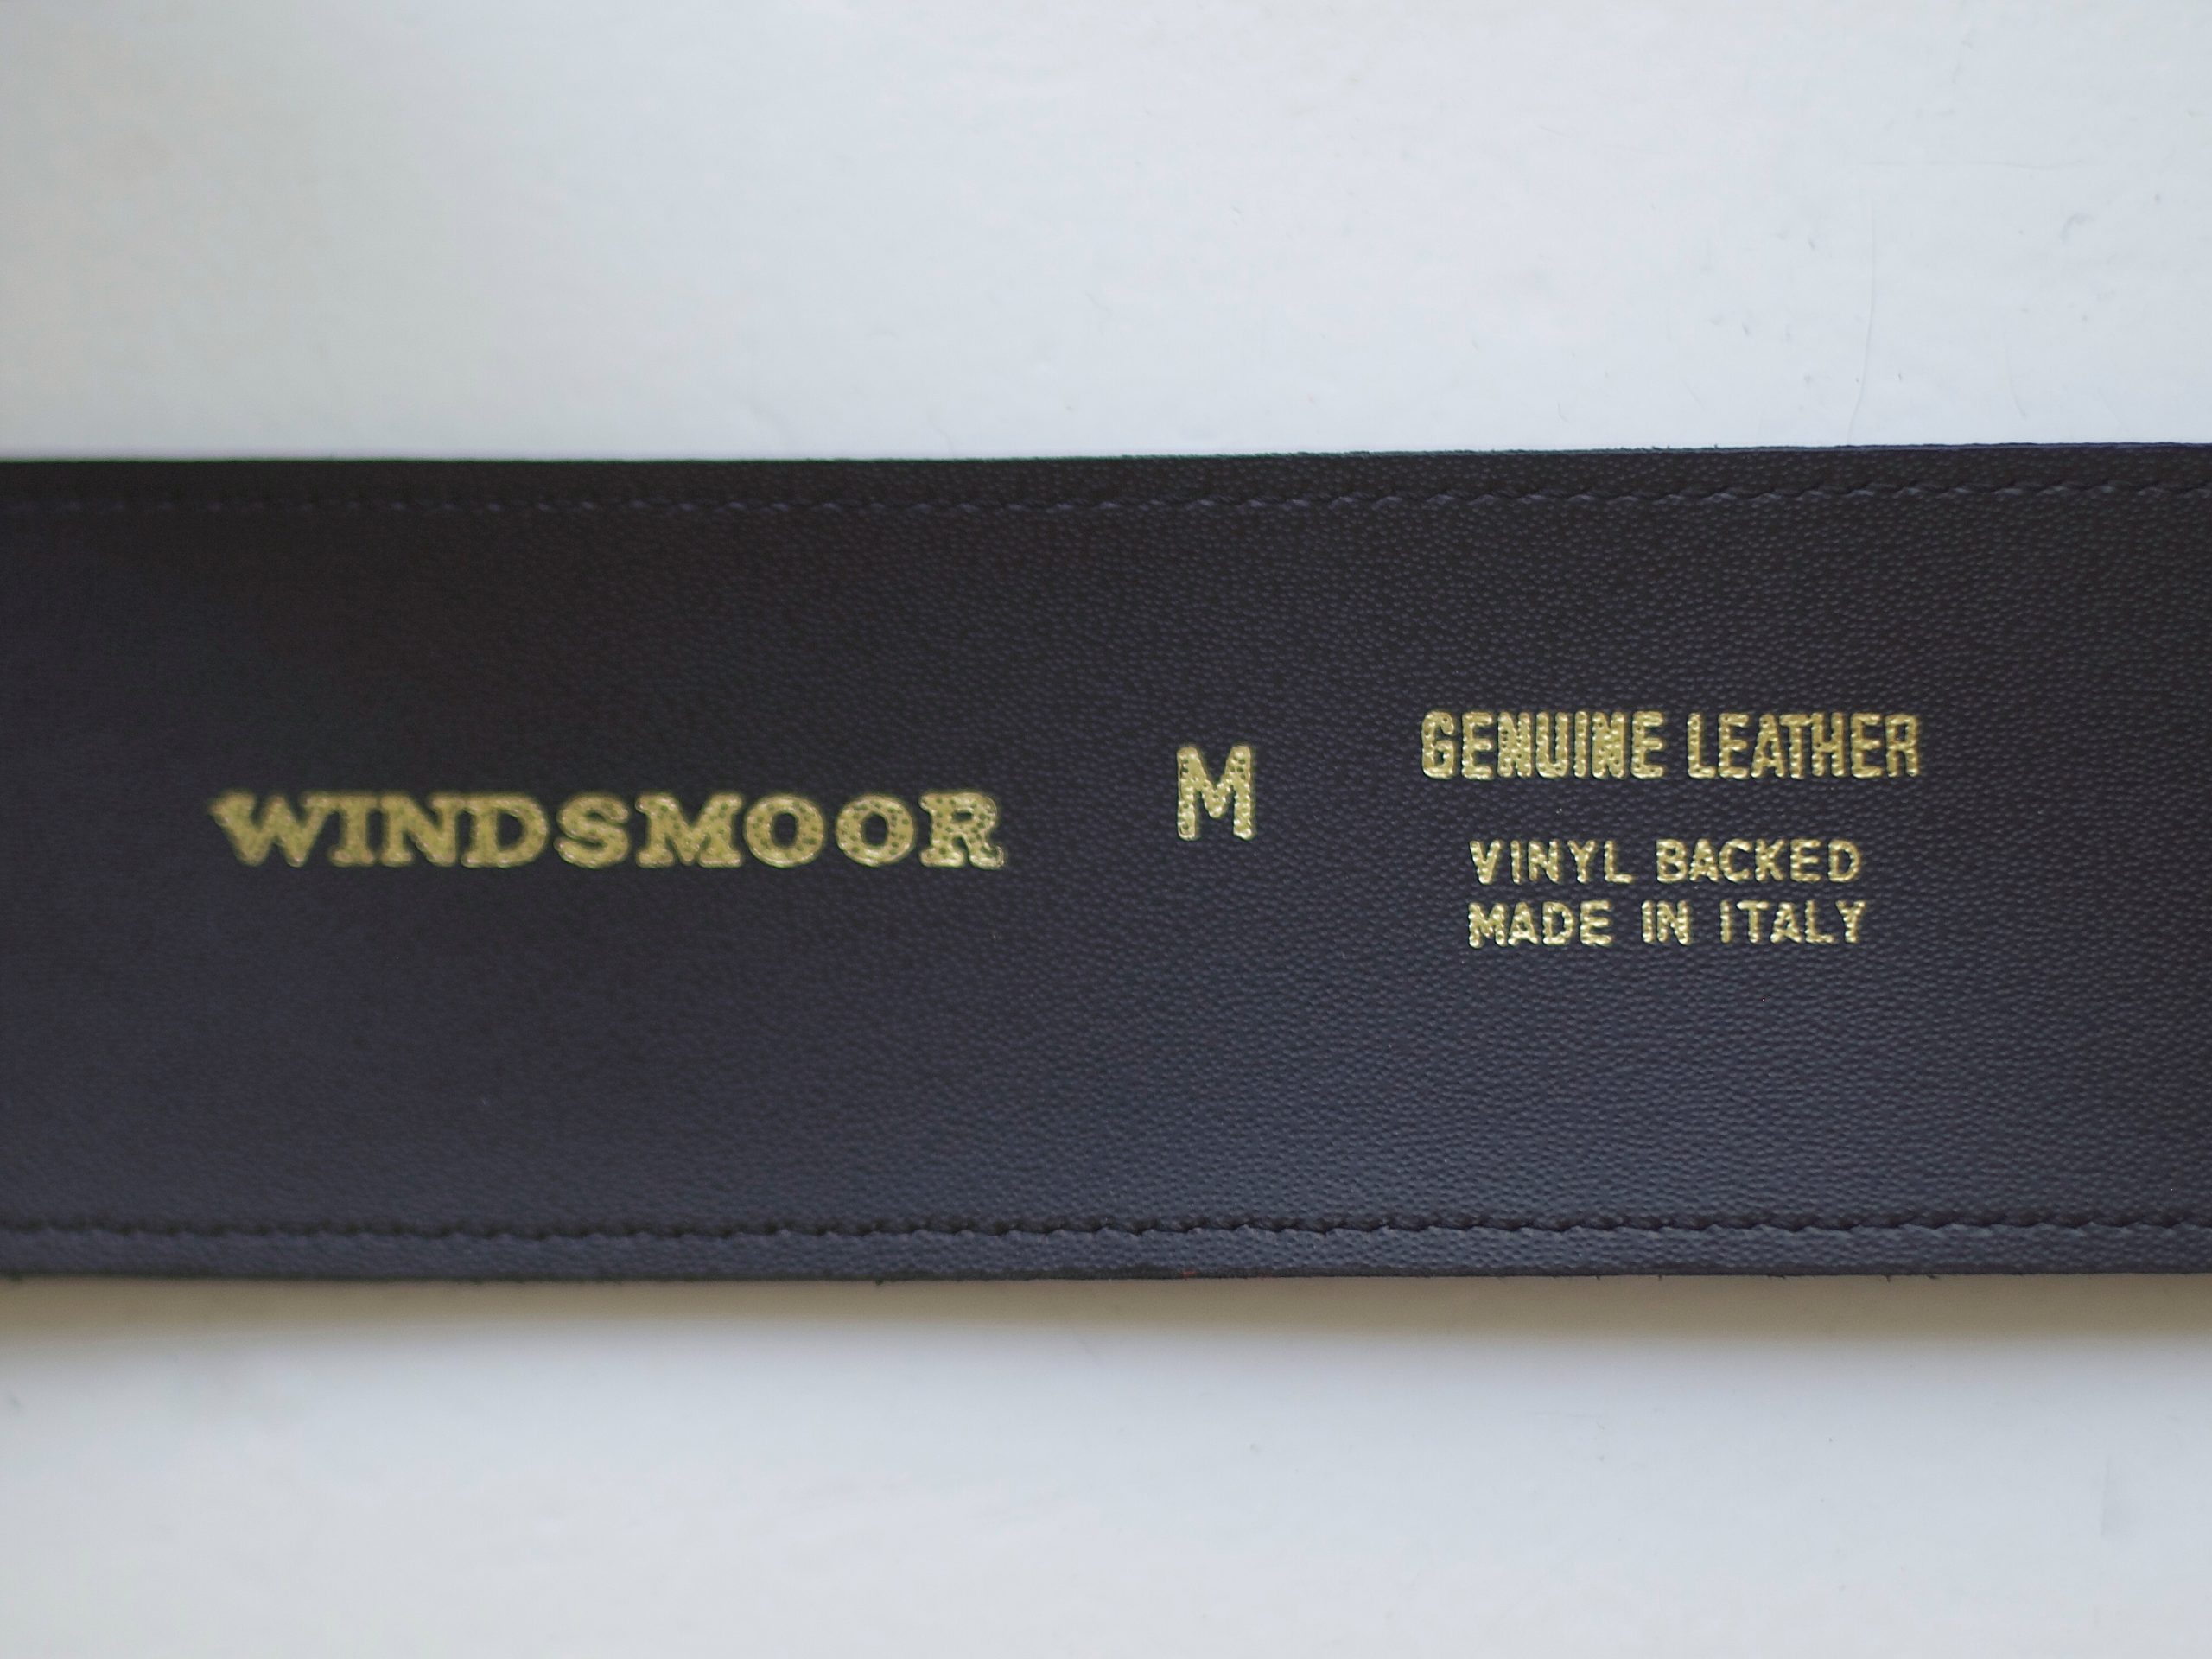 WINDSMOOR
M
GENUINE LEATHER
VINYL BACKED
MADE IN ITALY